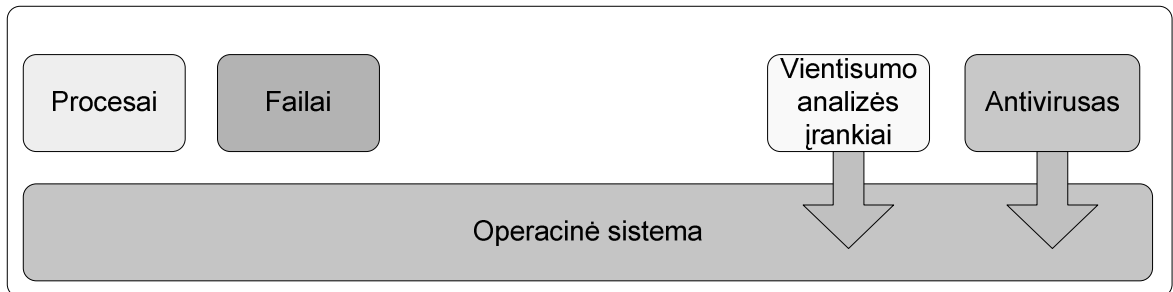 Procesai
Failai
Vientisumo
analizės
įrankiai
Antivirusas
Operacinė sistema